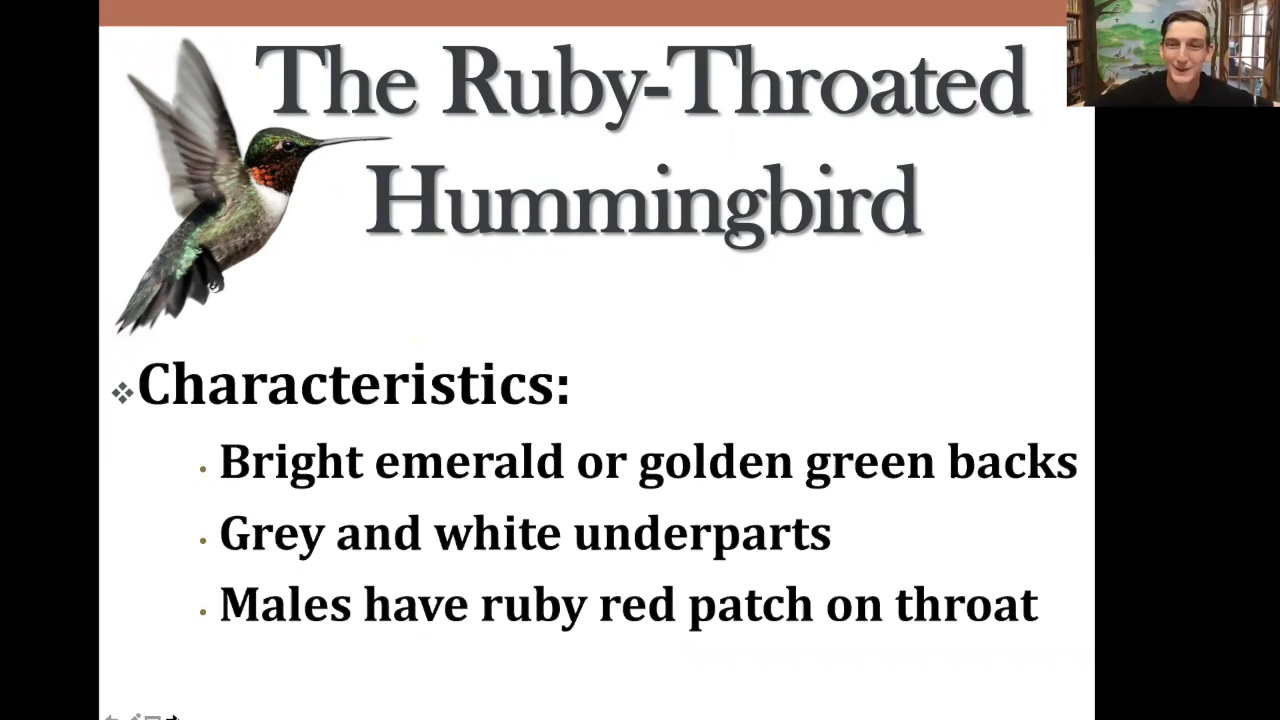 The Ruby-Throated
Hummingbird
Characteristics:
Bright emerald or golden green backs
Grey and white underparts
Males have ruby red patch on throat